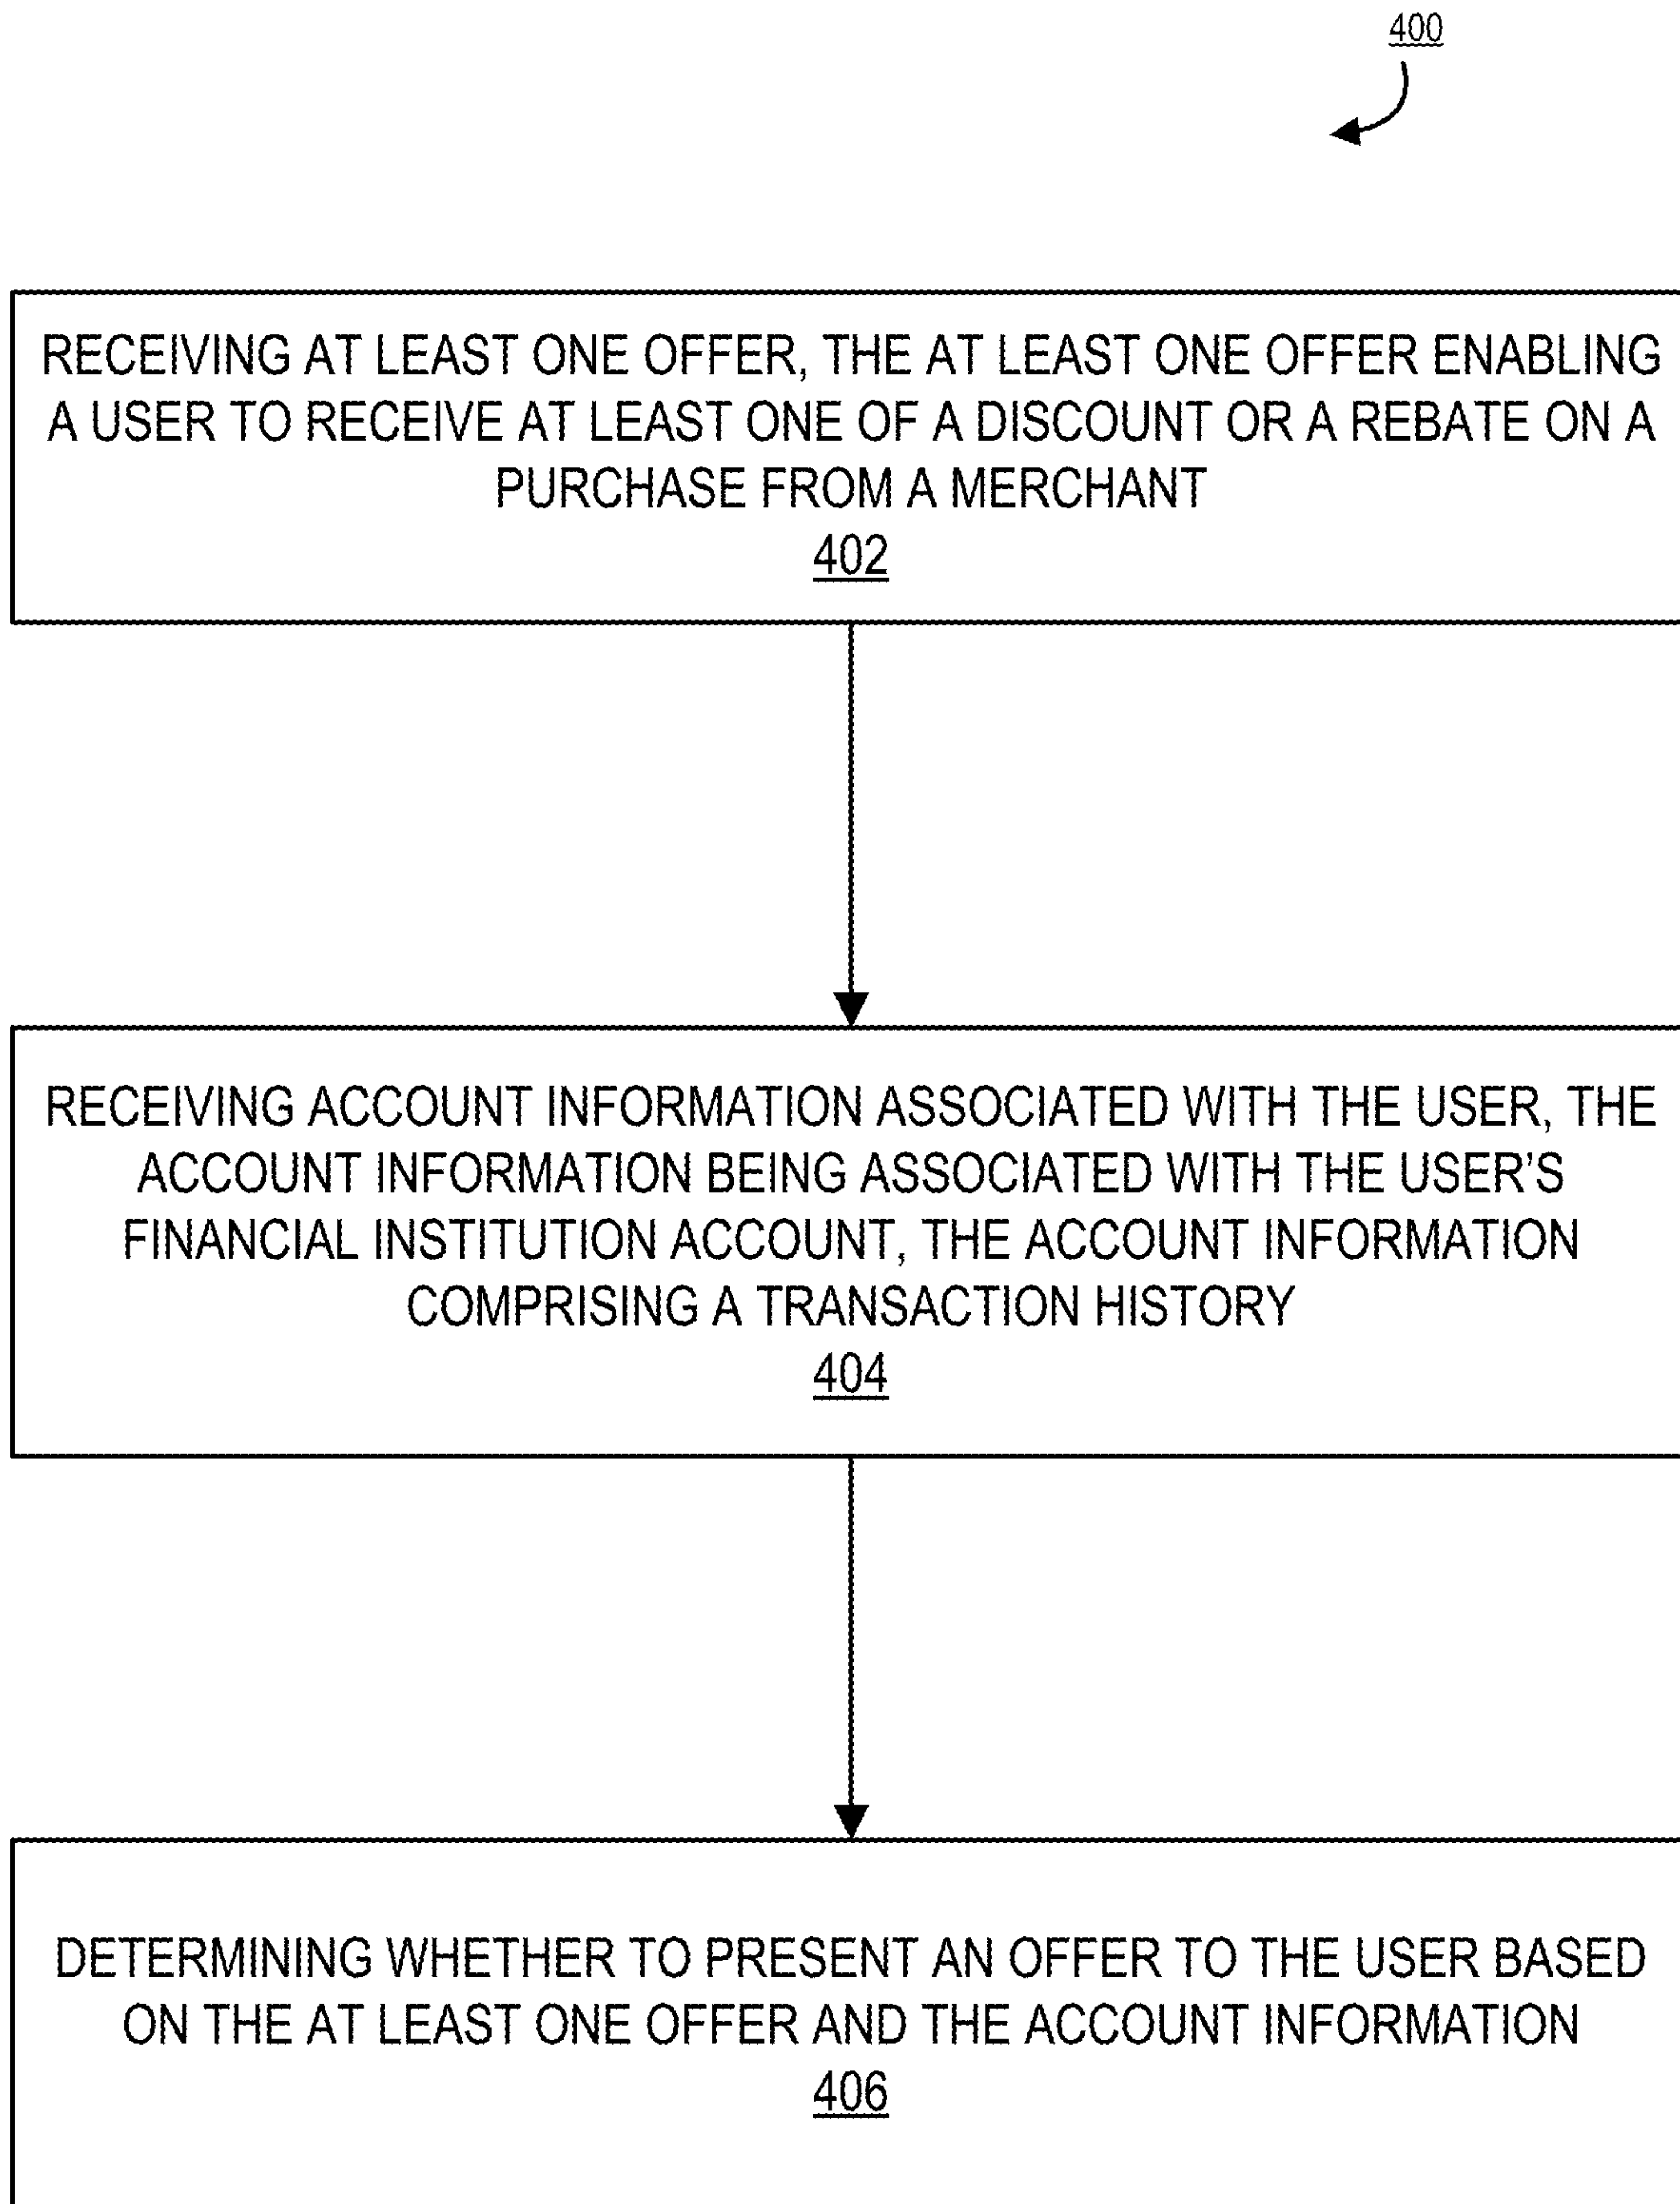 400
RECEIVING AT LEAST ONE OFFER, THE AT LEAST ONE OFFER ENABLING
A USER TO RECEIVE AT LEAST ONE OF A DISCOUNT OR A REBATE ON A
PURCHASE FROM A MERCHANT
402
RECEIVING ACCOUNT INFORMATION ASSOCIATED WITH THE USER, THE
ACCOUNT INFORMATION BEING ASSOCIATED WITH THE USER’S
FINANCIAL INSTITUTION ACCOUNT, THE ACCOUNT INFORMATION
COMPRISING A TRANSACTION HISTORY
404
DETERMINING WHETHER TO PRESENT AN OFFER TO THE USER BASED
ON THE AT LEAST ONE OFFER AND THE ACCOUNT INFORMATION
406